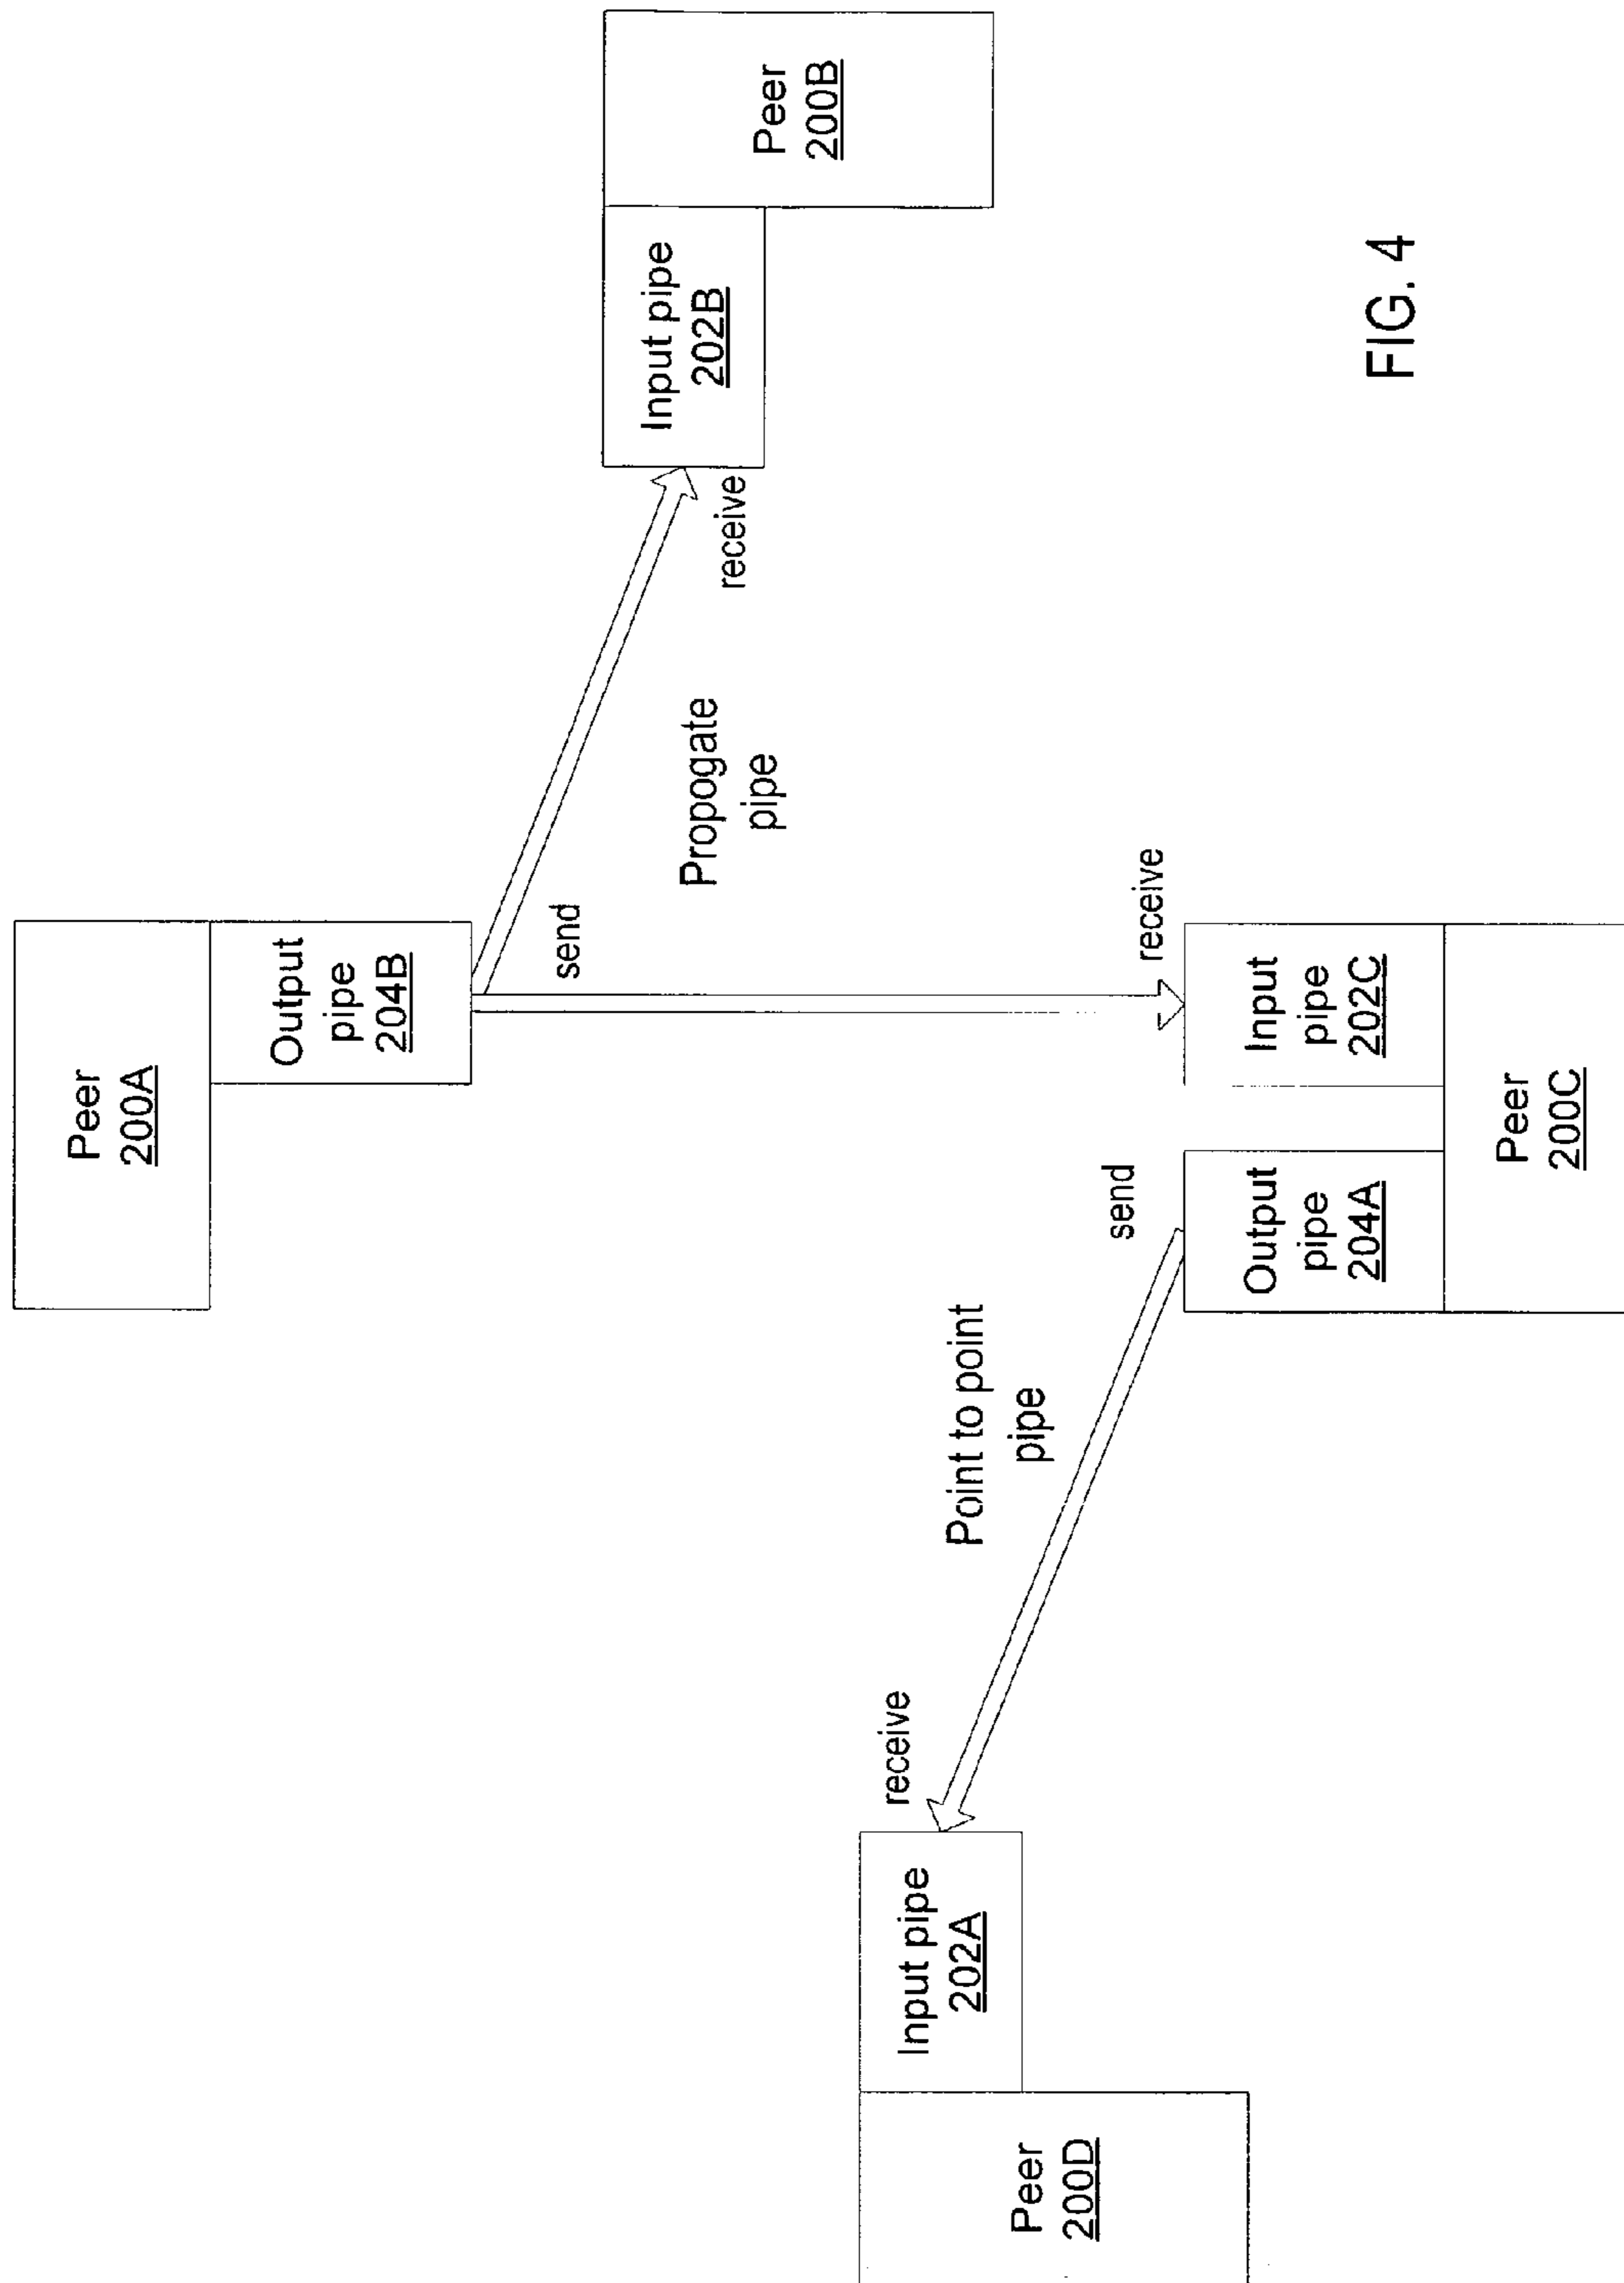 Peer
200A
Output
pipe
204B
send
Propogate
pipe
receive
Input pipe
202B
Peer
200B
receive
Input
pipe
202C
send
Output
pipe
204A
Peer
200C
Point to point
pipe
receive
Input pipe
202A
Peer
200D
FIG. 4